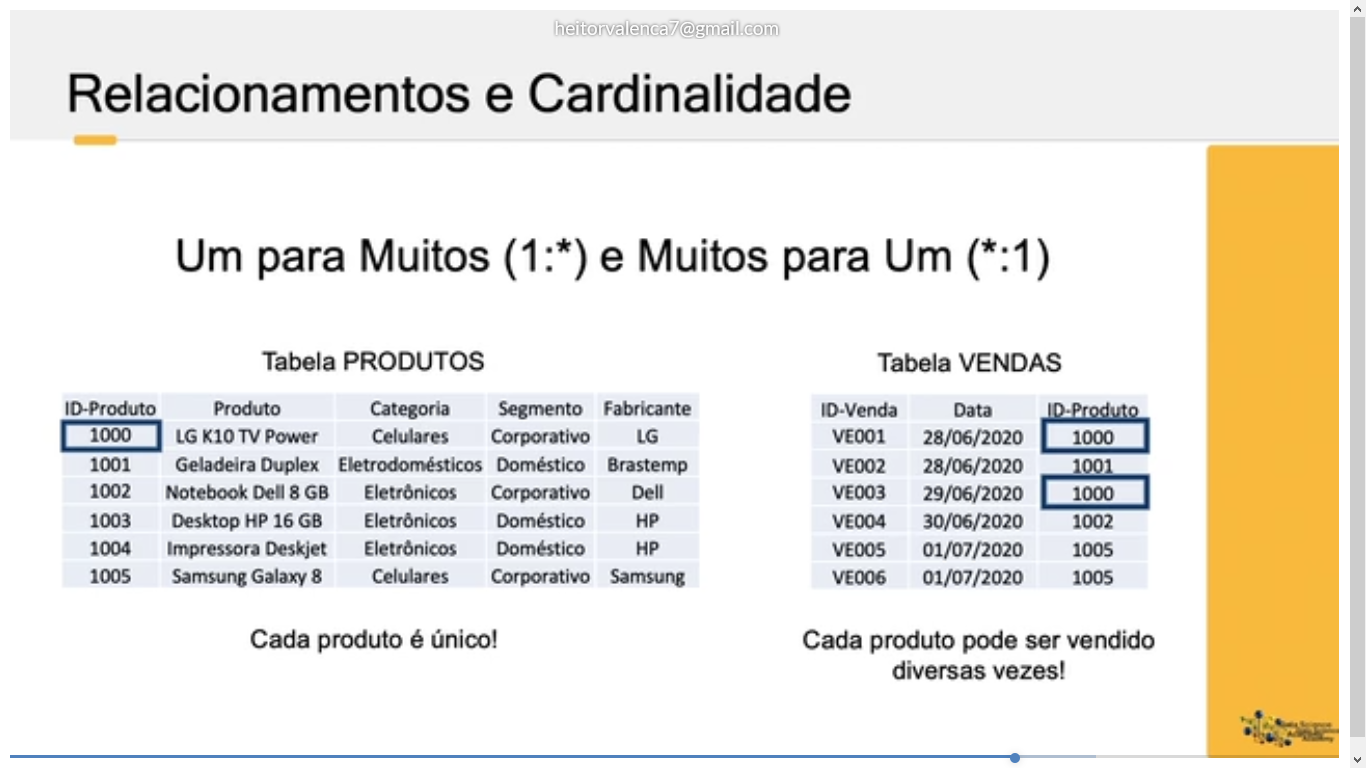 heitorvalenca7@gmail.com
Relacionamentos e Cardinalidade
Um para Muitos (1:*) e Muitos para Um (*:1)
Tabela PRODUTOS
ID-Produto Produto Categoria Segmento Fabricante
1000 LG K10 TV Power Celulares Corporativo LG
1001 Geladeira Duplex Eletrodomésticos Doméstico Brastemp
1002 Notebook Dell 8 GB Eletrônicos Corporativo Dell
1003 Desktop HP 16 GB Eletrônicos Doméstico HP
1004 Impressora Deskjet Eletrônicos Doméstico HP
1005 Samsung Galaxy 8 Celulares Corporativo Samsung
Cada produto é único!
Tabela VENDAS
ID-Venda Data ID-Produto
VE001 28/06/2020 1000
VE002 28/06/2020 1001
VE003 29/06/2020 1000
VE004 30/06/2020 1002
VE005 01/07/2020 1005
VE006 01/07/2020 1005
Cada produto pode ser vendido
diversas vezes!
Data Science
Academy